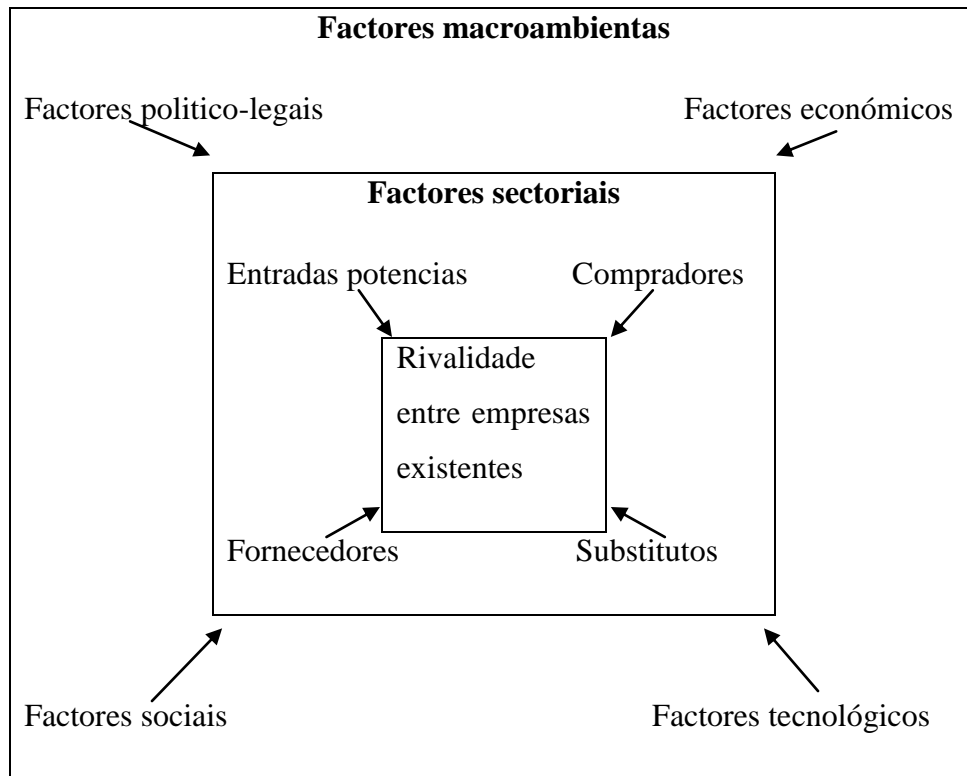 Factores macroambientas
Factores politico-legais
Factores económicos
Factores sectoriais
Entradas potencias
Compradores
Rivalidade
entre empresas
existentes
Fornecedores
Substitutos
Factores sociais
Factores tecnológicos